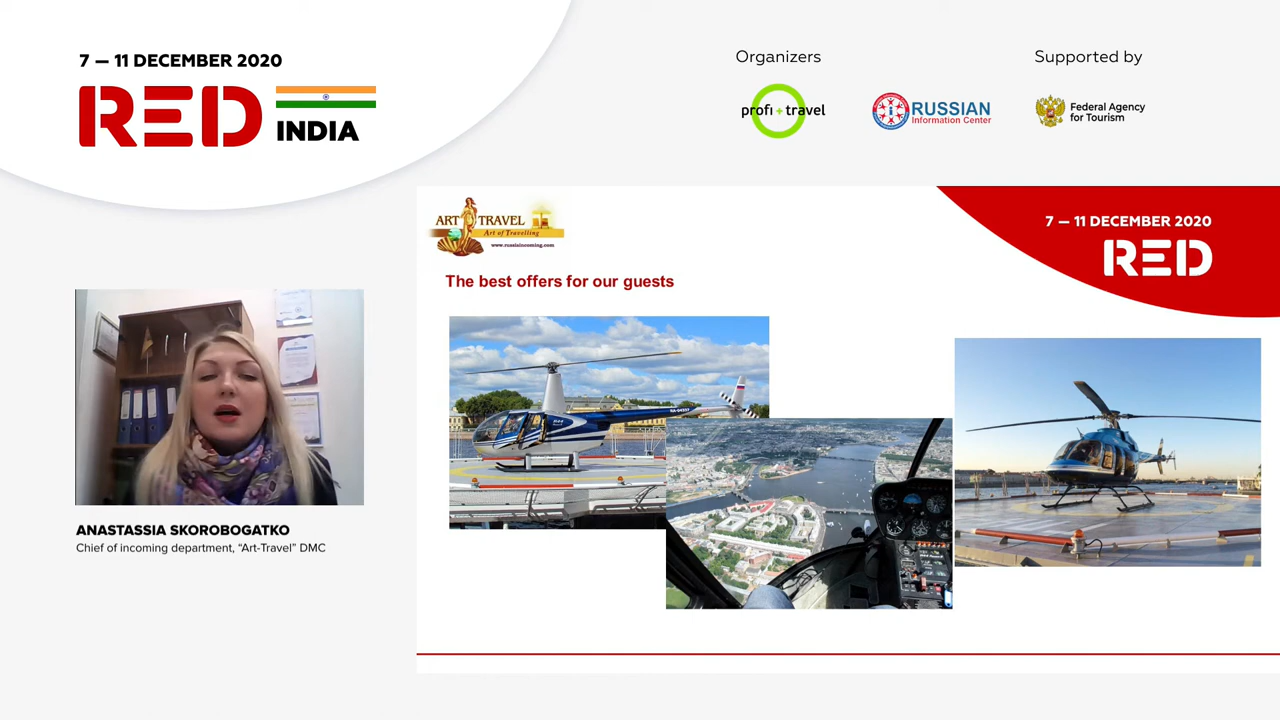 7 — 11 DECEMBER 2020
RED
INDIA
Organizers
Supported by
profi + travel
RUSSIAN
Information Center
Federal Agency
for Tourism
ART TRAVEL
Art of Travelling
www.russiaincoming.com
7 — 11 DECEMBER 2020
RED
The best offers for our guests
ANASTASSIA SKOROBOGATKO
Chief of incoming department, “Art-Travel” DMC